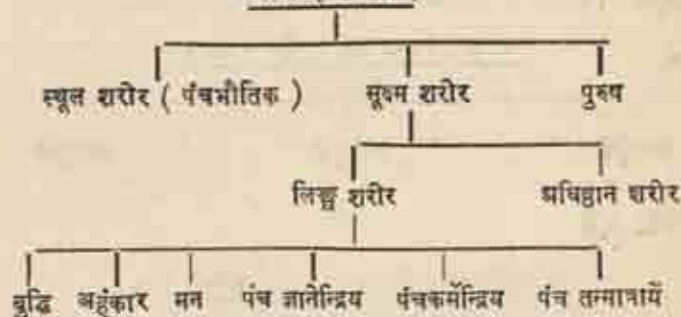 स्थूल शरीर ( पंचभौतिक ) सूक्ष्म शरीर पुरुष
लिङ्ग शरीर अधिष्ठान शरीर
बुद्धि अहंकार मन पंच ज्ञानेन्द्रिय पंचकर्मेन्द्रिय पंच तन्मात्रायें